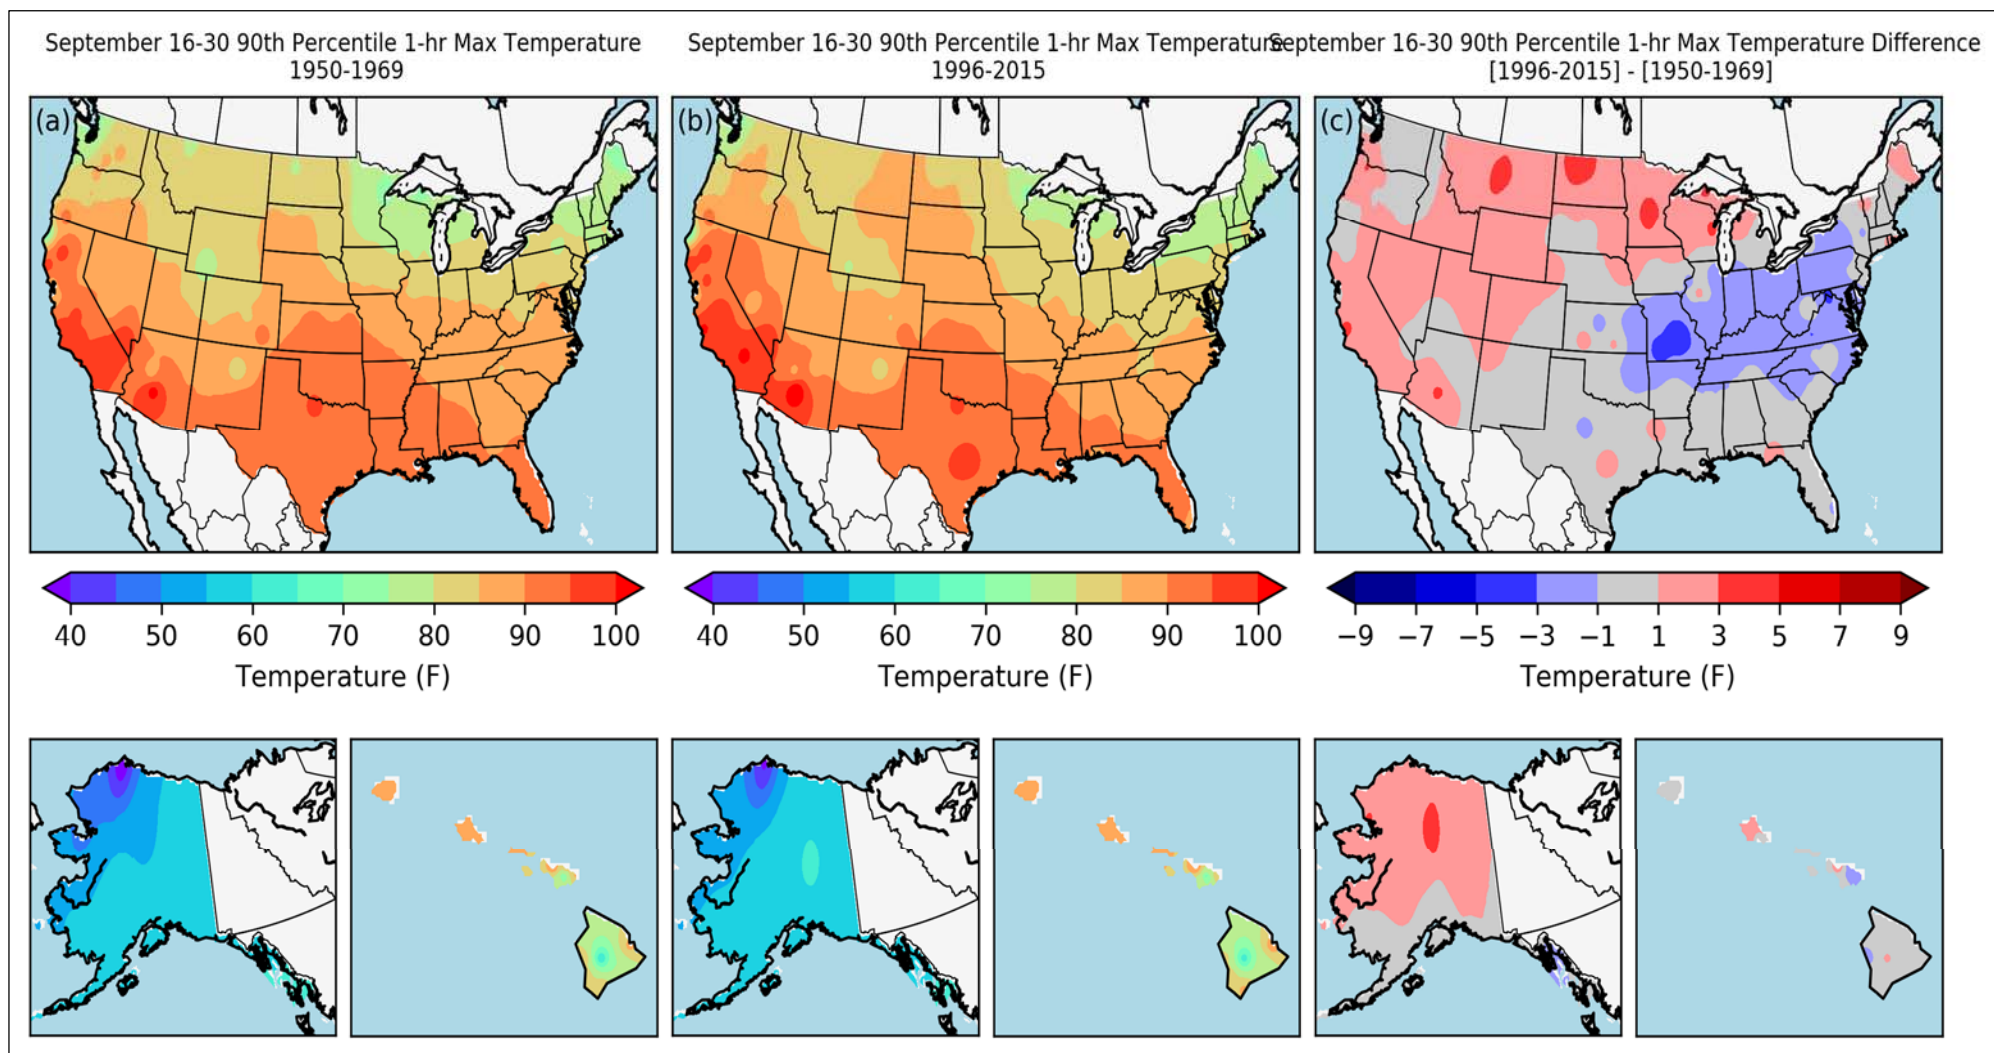 September 16-30 90th Percentile 1-hr Max Temperature
1950-1969
September 16-30 90th Percentile 1-hr Max Temperature
1996-2015
September 16-30 90th Percentile 1-hr Max Temperature Difference
[1996-2015] - [1950-1969]
(a)
(b)
(c)
40 50 60 70 80 90 100
Temperature (F)
40 50 60 70 80 90 100
Temperature (F)
−9 −7 −5 −3 −1 1 3 5 7 9
Temperature (F)